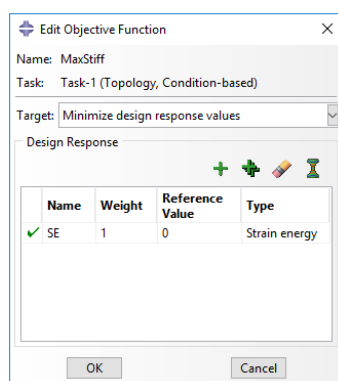 Edit Objective Function
Name: MaxStiff
Task: Task-1 (Topology, Condition-based)
Target: Minimize design response values
Design Response
Name Weight Reference Value Type
SE 1 0 Strain energy
OK Cancel